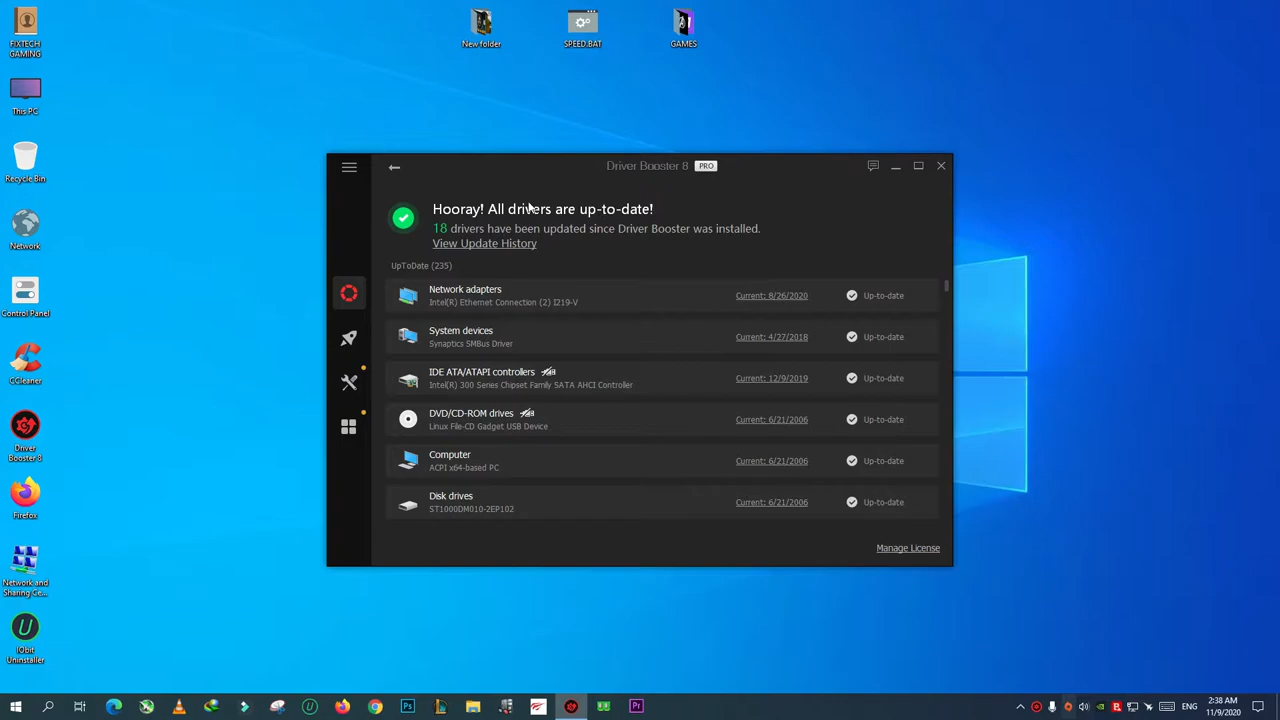 FIXTECH
GAMING
This PC
Recycle Bin
Network
Control Panel
CCleaner
Driver
Booster 8
Firefox
Network and
Sharing Ce...
IObit
Uninstaller
New folder
SPEED.BAT
GAMES
Driver Booster 8 PRO
Hooray! All drivers are up-to-date!
18 drivers have been updated since Driver Booster was installed.
View Update History
UpToDate (235)
Network adapters
Intel(R) Ethernet Connection (2) I219-V
Current: 8/26/2020
Up-to-date
System devices
Synaptics SMBus Driver
Current: 4/27/2018
Up-to-date
IDE ATA/ATAPI controllers
Intel(R) 300 Series Chipset Family SATA AHCI Controller
Current: 12/9/2019
Up-to-date
DVD/CD-ROM drives
Linux File-CD Gadget USB Device
Current: 6/21/2006
Up-to-date
Computer
ACPI x64-based PC
Current: 6/21/2006
Up-to-date
Disk drives
ST1000DM010-2EP102
Current: 6/21/2006
Up-to-date
Manage License
Ps
Pr
2:38 AM
11/9/2020